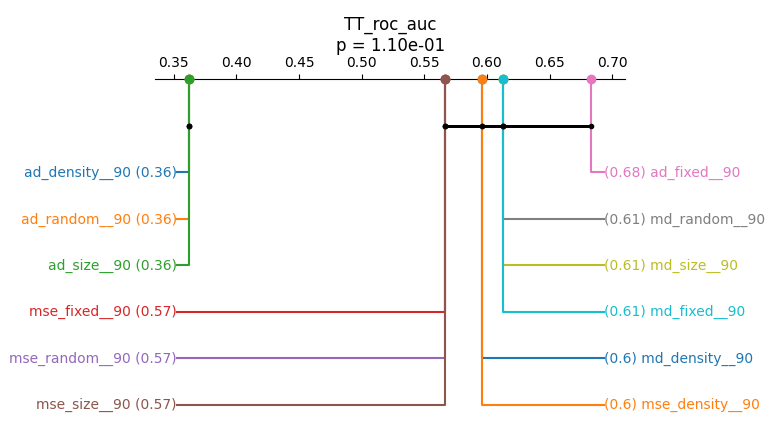 TT_roc_auc
p = 1.10e-01
0.35 0.40 0.45 0.50 0.55 0.60 0.65 0.70
ad_density__90 (0.36) (0.68) ad_fixed__90
ad_random__90 (0.36) (0.61) md_random__90
ad_size__90 (0.36) (0.61) md_size__90
mse_fixed__90 (0.57) (0.61) md_fixed__90
mse_random__90 (0.57) (0.6) md_density__90
mse_size__90 (0.57) (0.6) mse_density__90